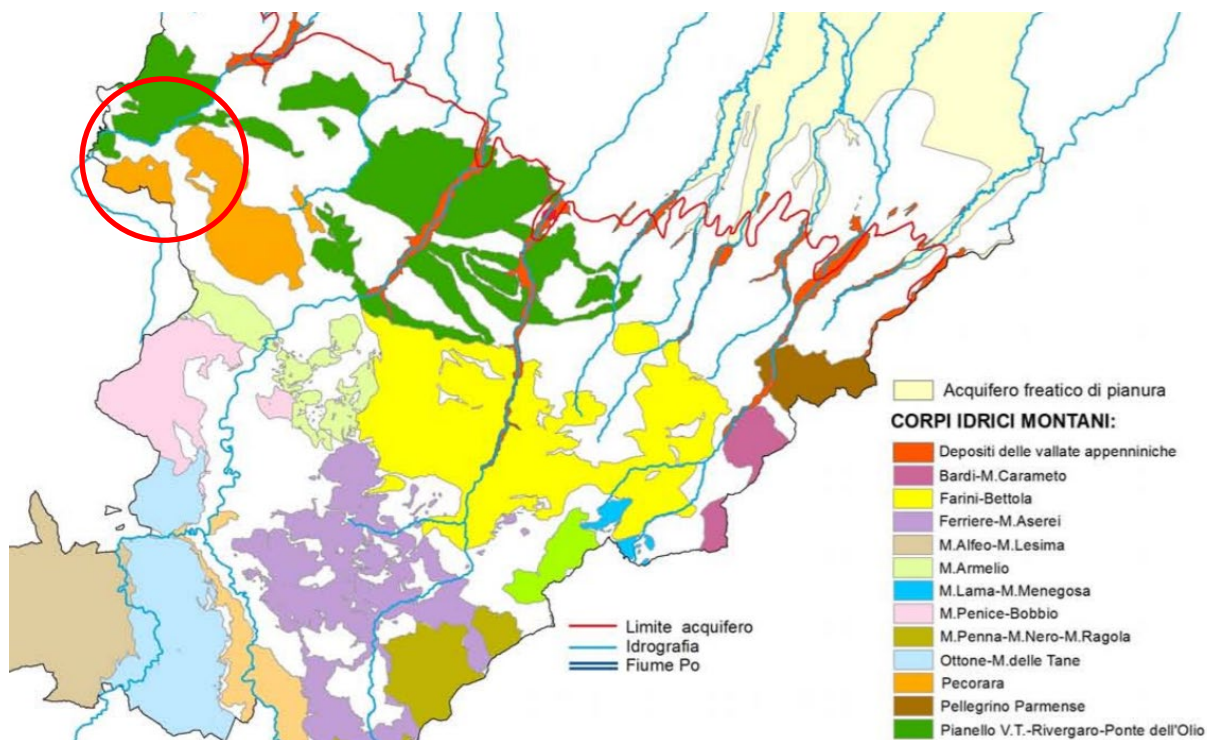 Acquifero freatico di pianura
CORPI IDRICI MONTANI:
Depositi delle vallate appenniniche
Bardi-M.Carameto
Farini-Bettola
Ferriere-M.Aserei
M.Alfeo-M.Lesima
M.Armelio
M.Lama-M.Menegosa
M.Penice-Bobbio
M.Penna-M.Nero-M.Ragola
Ottone-M.delle Tane
Pecorara
Pellegrino Parmense
Pianello V.T.-Rivergaro-Ponte dell'Olio
Limite acquifero
Idrografia
Fiume Po